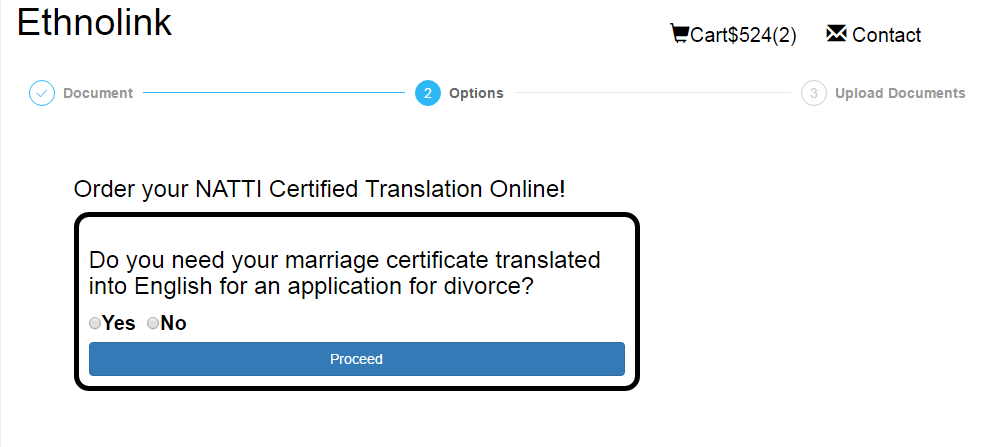 Ethnolink
Cart$524(2)
Contact
Document
2
Options
3
Upload Documents
Order your NATTI Certified Translation Online!
Do you need your marriage certificate translated
into English for an application for divorce?
Yes No
Proceed